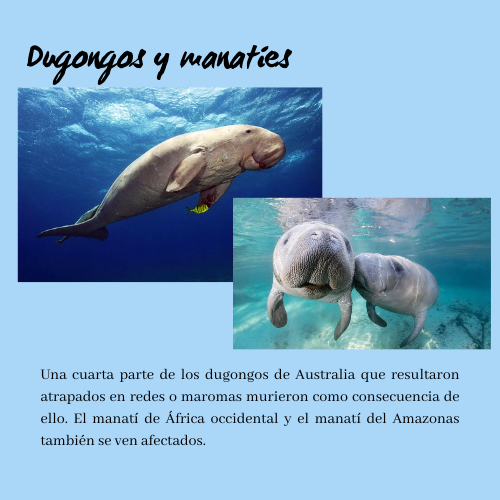 Dugongos y manaties
Una cuarta parte de los dugongos de Australia que resultaron
atrapados en redes o maromas murieron como consecuencia de
ello. El manatí de África occidental y el manatí del Amazonas
también se ven afectados.